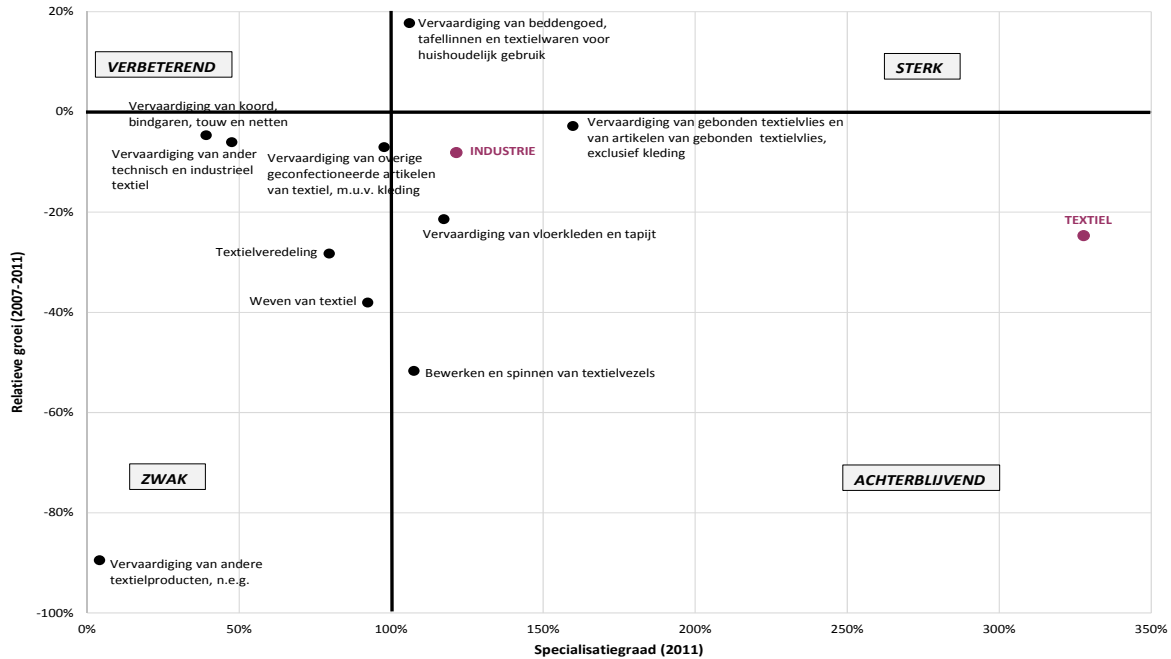 20%
0%
-20%
-40%
-60%
-80%
-100%
Relatieve groei (2007-2011)
VERBETEREND
STERK
Vervaardiging van beddengoed,
tafellinnen en textielwaren voor
huishoudelijk gebruik
Vervaardiging van koord,
bindgaren, touw en netten
Vervaardiging van ander
technisch en industrieel
textiel
Vervaardiging van overige
geconfectioneerde artikelen
van textiel, m.u.v. kleding
INDUSTRIE
Vervaardiging van gebonden textielvlies en
van artikelen van gebonden textielvlies,
exclusief kleding
TEXTIEL
Vervaardiging van vloerkleden en tapijt
Textielveredeling
Weven van textiel
Bewerken en spinnen van textielvezels
ZWAK
ACHTERBLIJVEND
Vervaardiging van andere
textielproducten, n.e.g.
0%
50%
100%
150%
200%
250%
300%
350%
Specialisatiegraad (2011)